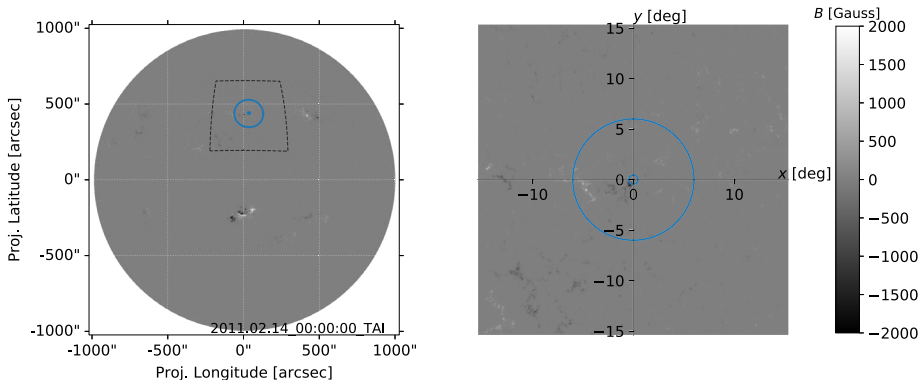 1000"
500"
0"
−500"
−1000"
Proj. Latitude [arcsec]
2011.02.14_00:00:00_TAI
−1000" −500" 0" 500" 1000"
Proj. Longitude [arcsec]
y [deg]
15
10
5
0
−5
−10
−15
−10 0 10
x [deg]
B [Gauss]
2000
1500
1000
500
0
−500
−1000
−1500
−2000